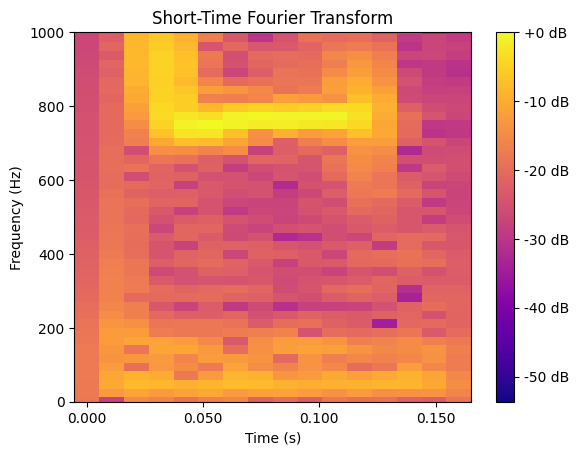 Short-Time Fourier Transform
Frequency (Hz)
1000
800
600
400
200
0
0.000
0.050
0.100
0.150
Time (s)
+0 dB
-10 dB
-20 dB
-30 dB
-40 dB
-50 dB